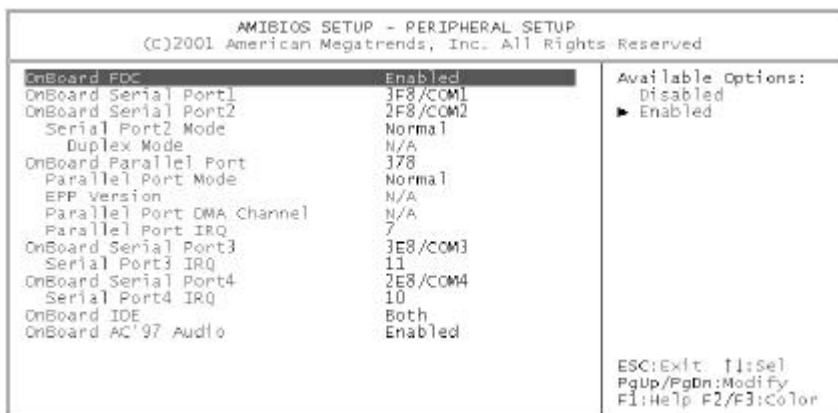 AMIBIOS SETUP - PERIPHERAL SETUP
(C)2001 American Megatrends, Inc. All Rights Reserved
OnBoard FDC Enabled
OnBoard Serial Port1 3F8/COM1
OnBoard Serial Port2 2F8/COM2
Serial Port2 Mode Normal
Duplex Mode N/A
OnBoard Parallel Port 378
Parallel Port Mode Normal
EPP Version N/A
Parallel Port DMA Channel N/A
Parallel Port IRQ 7
OnBoard Serial Port3 3E8/COM3
Serial Port3 IRQ 11
OnBoard Serial Port4 2E8/COM4
Serial Port4 IRQ 10
OnBoard IDE Both
OnBoard AC'97 Audio Enabled
Available Options:
Disabled
► Enabled
ESC:Exit ↑↓:Sel
PgUp/PgDn:Modify
F1:Help F2/F3:Color